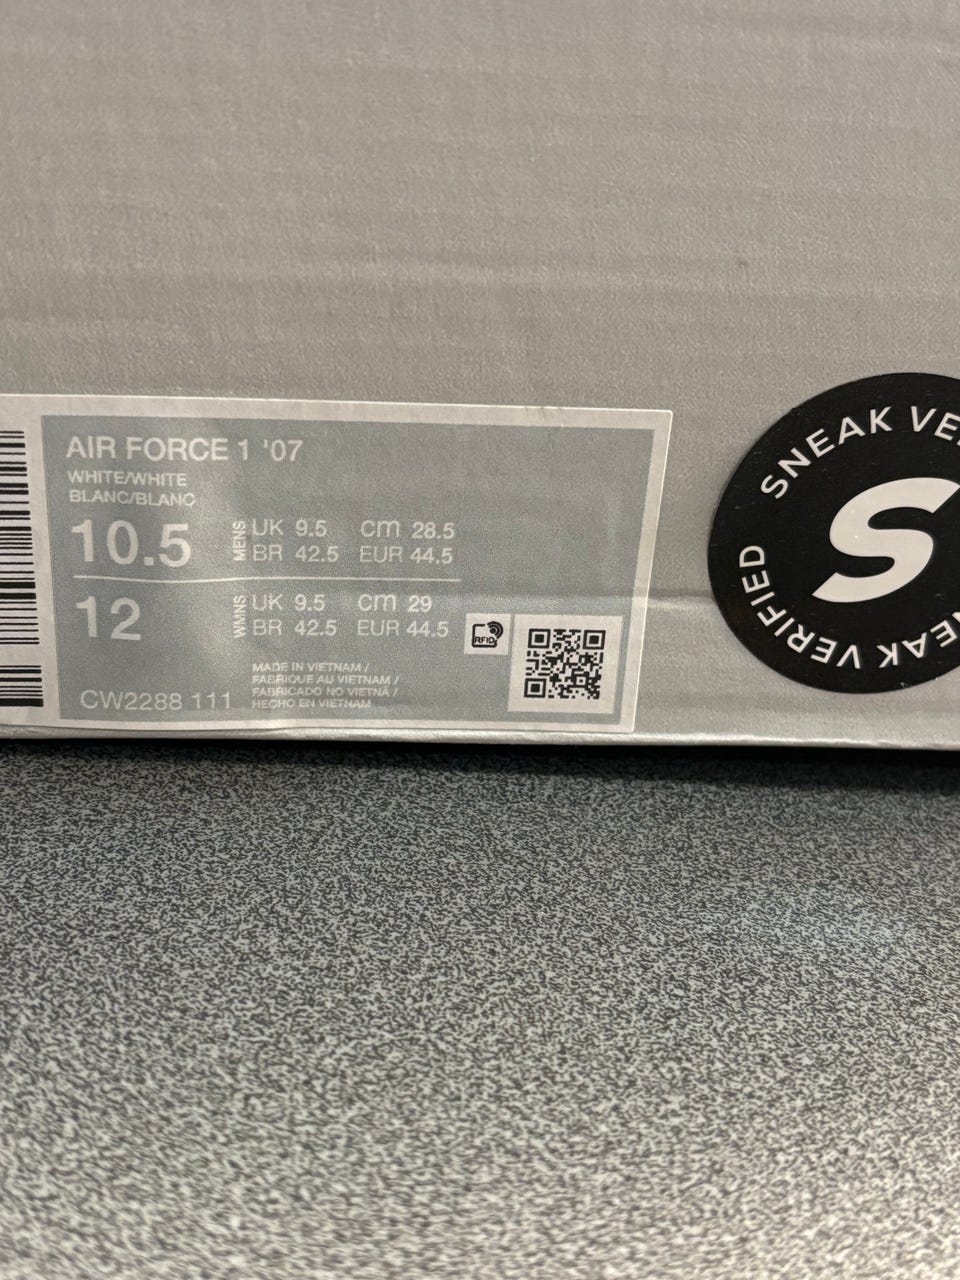 AIR FORCE 1 '07
WHITE/WHITE
BLANC/BLANC
10.5 MENS UK 9.5 cm 28.5
BR 42.5 EUR 44.5
12 WMNS UK 9.5 cm 29
BR 42.5 EUR 44.5
RFID
MADE IN VIETNAM /
FABRIQUE AU VIETNAM /
FABRICADO NO VIETNÃ /
HECHO EN VIETNAM
CW2288 111
SNEAK VE
S
NEAK VERIFIED